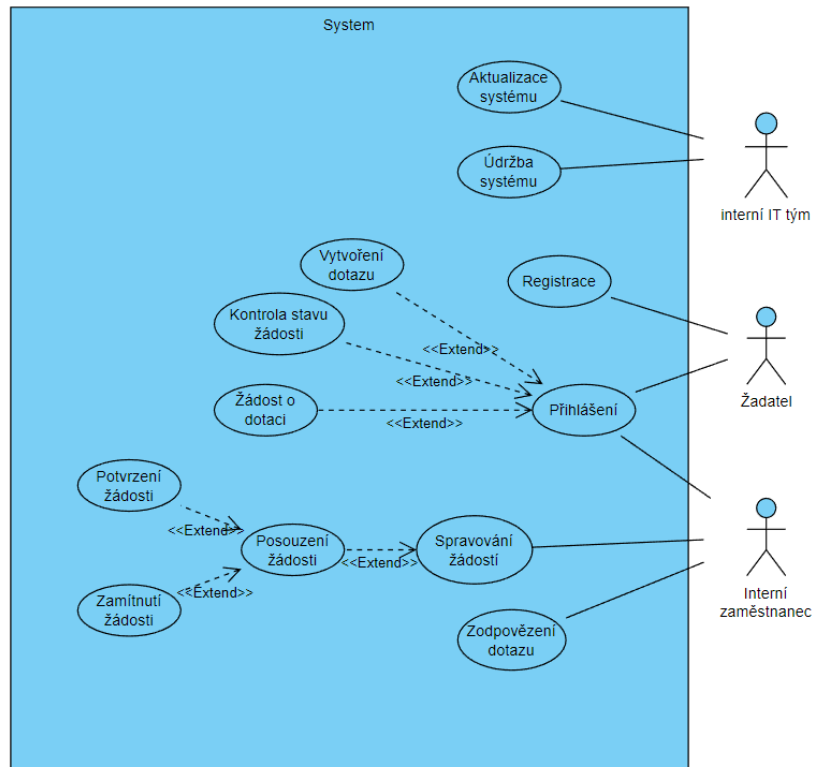 System
Aktualizace
systému
Údržba
systému
interní IT tým
Vytvoření
dotazu
Registrace
Kontrola stavu
žádosti
<<Extend>>
<<Extend>>
Žádost o
dotaci
<<Extend>>
Přihlášení
Žadatel
Potvrzení
žádosti
<<Extend>>
Posouzení
žádosti
<<Extend>>
Spravování
žádostí
Zamítnutí
žádosti
<<Extend>>
Interní
zaměstnanec
Zodpovězení
dotazu